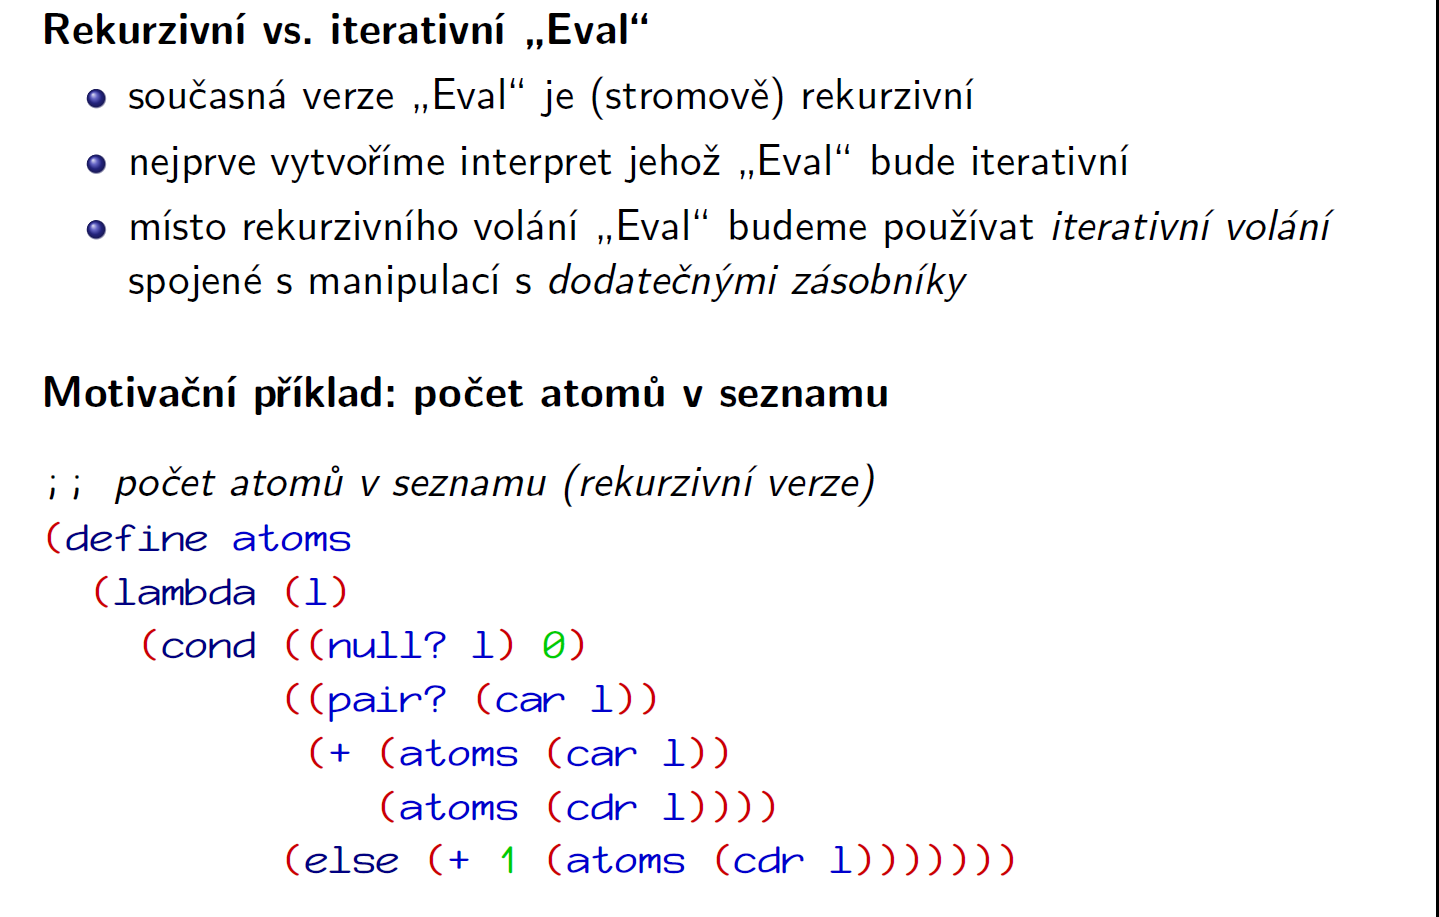 Rekurzivní vs. iterativní „Eval“
současná verze „Eval“ je (stromově) rekurzivní
nejprve vytvoříme interpret jehož „Eval“ bude iterativní
místo rekurzivního volání „Eval“ budeme používat iterativní volání
spojené s manipulací s dodatečnými zásobníky
Motivační příklad: počet atomů v seznamu
;; počet atomů v seznamu (rekurzivní verze)
(define atoms
  (lambda (l)
    (cond ((null? l) 0)
          ((pair? (car l))
           (+ (atoms (car l))
              (atoms (cdr l))))
          (else (+ 1 (atoms (cdr l)))))))